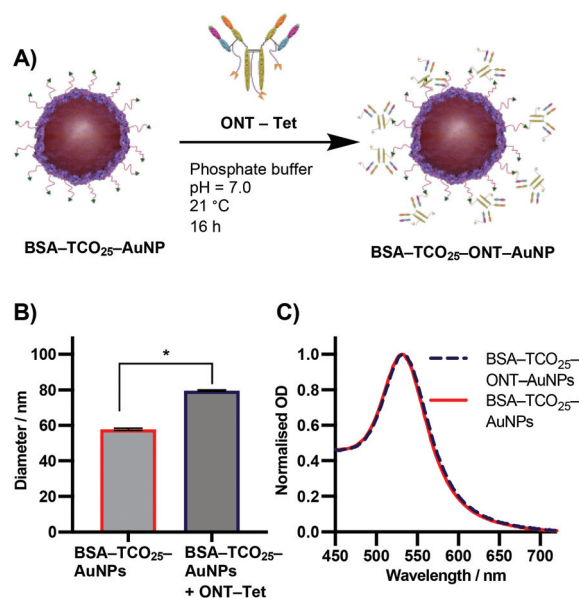 A)
ONT – Tet
Phosphate buffer
pH = 7.0
21 °C
16 h
BSA–TCO₂₅–AuNP
BSA–TCO₂₅–ONT–AuNP
B)
Diameter / nm
100
80
60
40
20
0
*
BSA–TCO₂₅–
AuNPs
BSA–TCO₂₅–
AuNPs
+ ONT–Tet
C)
Normalised OD
1.0
0.8
0.6
0.4
0.2
0.0
450 500 550 600 650 700
Wavelength / nm
BSA–TCO₂₅–
ONT–AuNPs
BSA–TCO₂₅–
AuNPs